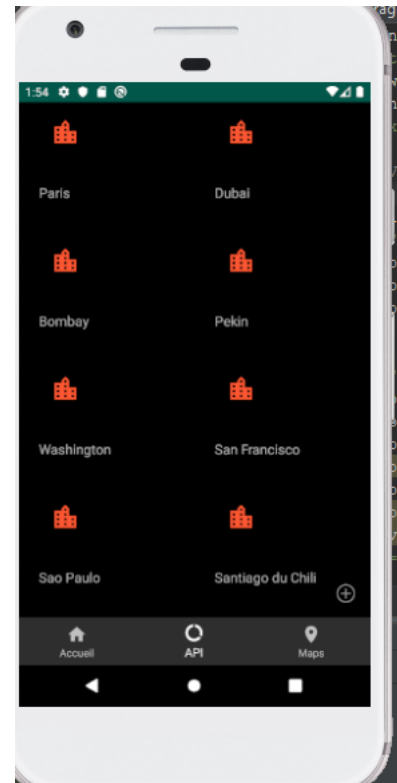 1:54
Paris Dubai
Bombay Pekin
Washington San Francisco
Sao Paulo Santiago du Chili
Accueil API Maps